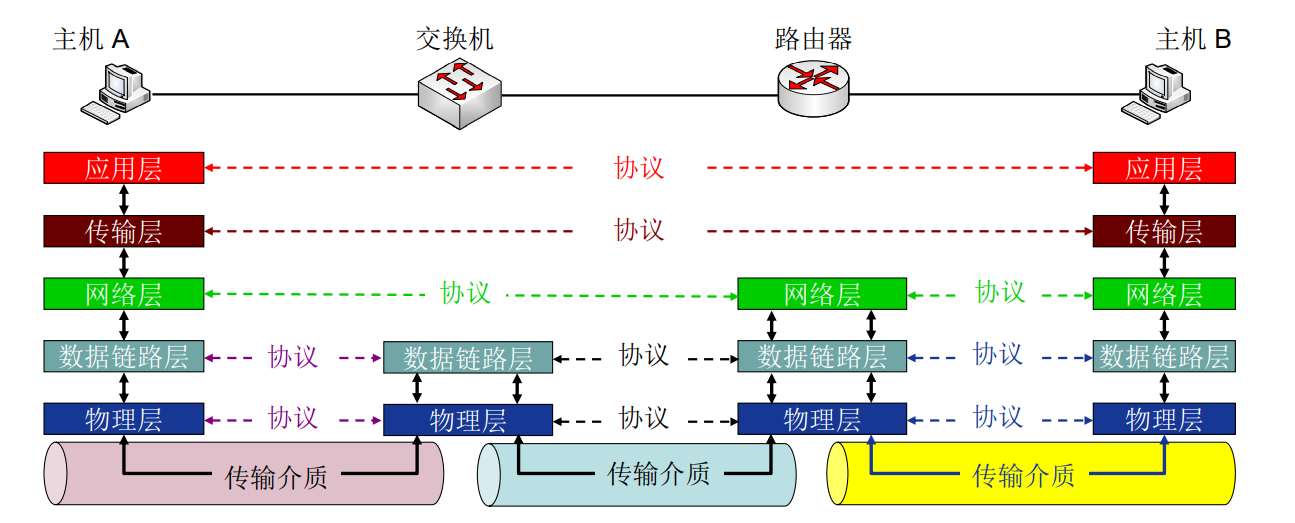 主机 A
交换机
路由器
主机 B
应用层
协议
应用层
传输层
协议
传输层
网络层
协议
网络层
协议
网络层
数据链路层
协议
数据链路层
协议
数据链路层
协议
数据链路层
物理层
协议
物理层
协议
物理层
协议
物理层
传输介质
传输介质
传输介质